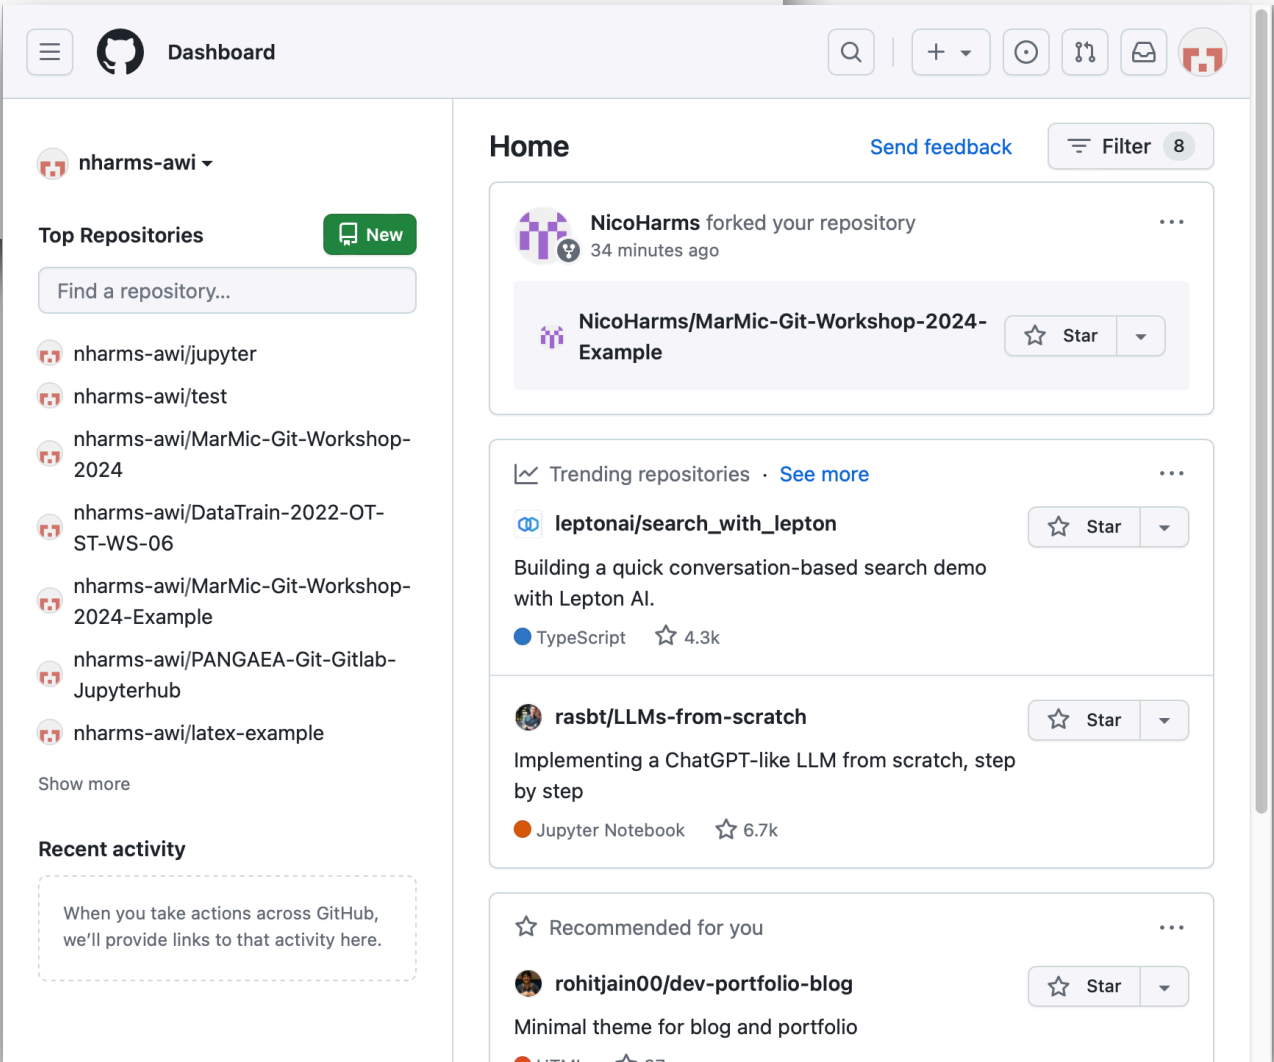 Dashboard
nharms-awi
Top Repositories
New
Find a repository...
nharms-awi/jupyter
nharms-awi/test
nharms-awi/MarMic-Git-Workshop-
2024
nharms-awi/DataTrain-2022-OT-
ST-WS-06
nharms-awi/MarMic-Git-Workshop-
2024-Example
nharms-awi/PANGAEA-Git-Gitlab-
Jupyterhub
nharms-awi/latex-example
Show more
Recent activity
When you take actions across GitHub,
we’ll provide links to that activity here.
Home
Send feedback
Filter 8
NicoHarms forked your repository
34 minutes ago
NicoHarms/MarMic-Git-Workshop-2024-
Example
Star
Trending repositories · See more
leptonai/search_with_lepton
Star
Building a quick conversation-based search demo
with Lepton AI.
TypeScript 4.3k
rasbt/LLMs-from-scratch
Star
Implementing a ChatGPT-like LLM from scratch, step
by step
Jupyter Notebook 6.7k
Recommended for you
rohitjain00/dev-portfolio-blog
Star
Minimal theme for blog and portfolio